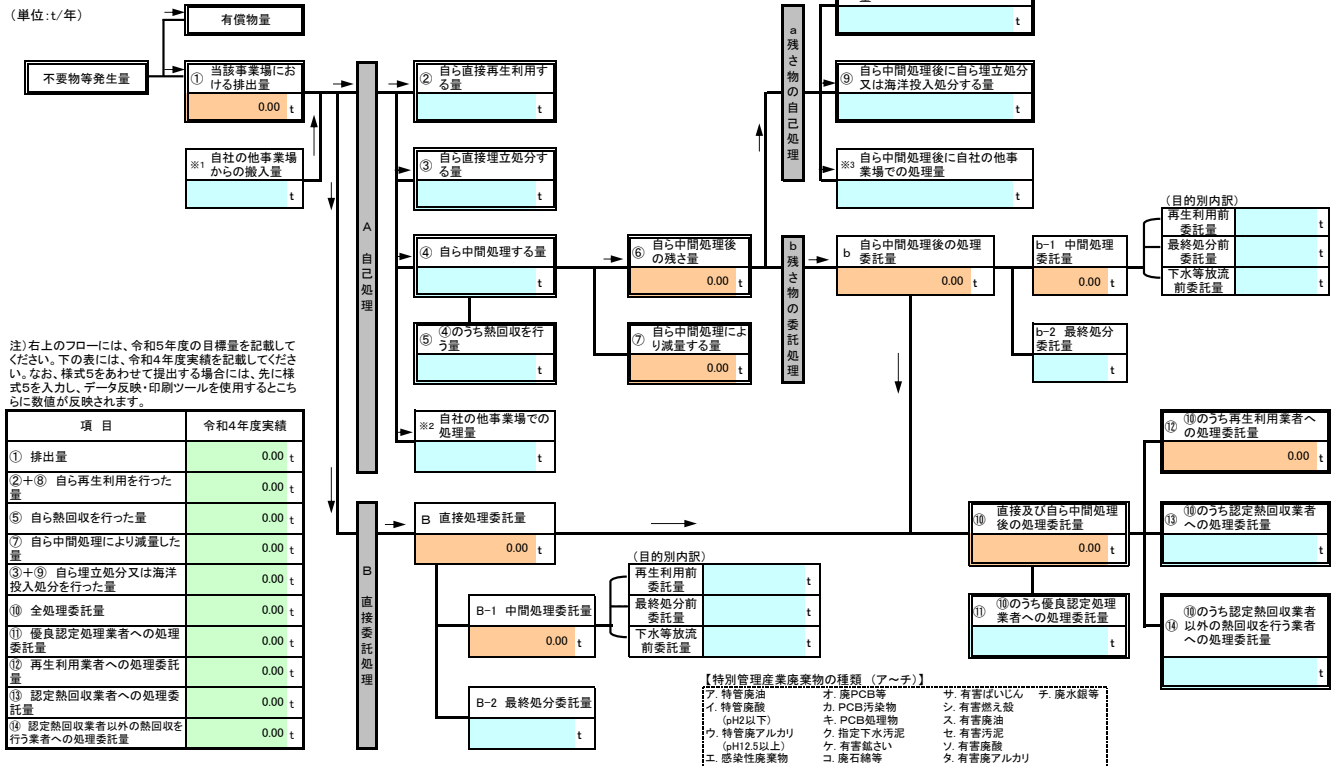 （単位：t/年）
有償物量
不要物等発生量
① 当該事業場にお
ける排出量
0.00 t
※1 自社の他事業場
からの搬入量
t
A 自己処理
② 自ら直接再生利用す
る量
t
③ 自ら直接埋立処分す
る量
t
④ 自ら中間処理する量
t
⑤ ④のうち熱回収を行
う量
t
※2 自社の他事業場での
処理量
t
⑥ 自ら中間処理後
の残さ量
0.00 t
⑦ 自ら中間処理によ
り減量する量
0.00 t
a 残さ物の自己処理
t
⑨ 自ら中間処理後に自ら埋立処分
又は海洋投入処分する量
t
※3 自ら中間処理後に自社の他事
業場での処理量
t
b 残さ物の委託処理
b 自ら中間処理後の処理
委託量
0.00 t
b-1 中間処理
委託量
0.00 t
（目的別内訳）
再生利用前
委託量
t
最終処分前
委託量
t
下水等放流
前委託量
t
b-2 最終処分
委託量
t
注）右上のフローには、令和5年度の目標量を記載して
ください。下の表には、令和4年度実績を記載してくださ
い。なお、様式5をあわせて提出する場合には、先に様
式5を入力し、データ反映・印刷ツールを使用するとこち
らに数値が反映されます。
項 目 令和4年度実績
① 排出量 0.00 t
②＋⑧ 自ら再生利用を行った
量 0.00 t
⑤ 自ら熱回収を行った量 0.00 t
⑦ 自ら中間処理により減量した
量 0.00 t
③＋⑨ 自ら埋立処分又は海洋
投入処分を行った量 0.00 t
⑩ 全処理委託量 0.00 t
⑪ 優良認定処理業者への処理
委託量 0.00 t
⑫ 再生利用業者への処理委託
量 0.00 t
⑬ 認定熱回収業者への処理委
託量 0.00 t
⑭ 認定熱回収業者以外の熱回収を
行う業者への処理委託量 0.00 t
B 直接委託処理
B 直接処理委託量
0.00 t
B-1 中間処理委託量
0.00 t
（目的別内訳）
再生利用前
委託量
t
最終処分前
委託量
t
下水等放流
前委託量
t
B-2 最終処分委託量
t
⑩ 直接及び自ら中間処理
後の処理委託量
0.00 t
⑪ ⑩のうち優良認定処理
業者への処理委託量
t
⑫ ⑩のうち再生利用業者へ
の処理委託量
0.00 t
⑬ ⑩のうち認定熱回収業者
への処理委託量
t
⑭ ⑩のうち認定熱回収業者
以外の熱回収を行う業者
への処理委託量
t
【特別管理産業廃棄物の種類 （ア～チ）】
ア. 特管廃油 オ. 廃PCB等 サ. 有害ばいじん チ. 廃水銀等
イ. 特管廃酸 カ. PCB汚染物 シ. 有害燃え殻
（pH2以下） キ. PCB処理物 ス. 有害廃油
ウ. 特管廃アルカリ ク. 指定下水汚泥 セ. 有害汚泥
（pH12.5以上） ケ. 有害鉱さい ソ. 有害廃酸
エ. 感染性廃棄物 コ. 廃石綿等 タ. 有害廃アルカリ